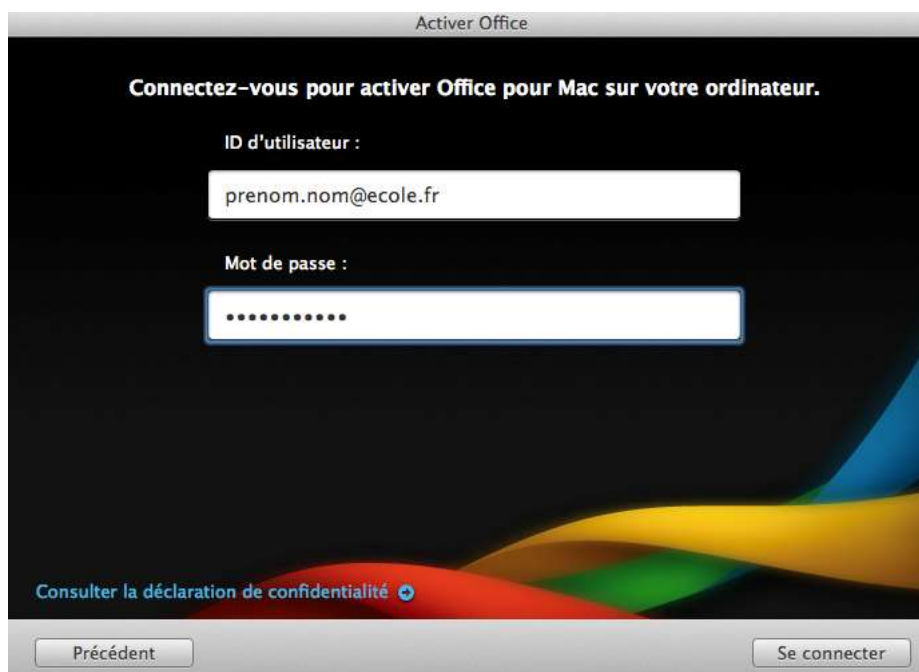 Activer Office
Connectez-vous pour activer Office pour Mac sur votre ordinateur.
ID d'utilisateur :
prenom.nom@ecole.fr
Mot de passe :
•••••••••••
Consulter la déclaration de confidentialité
Précédent
Se connecter